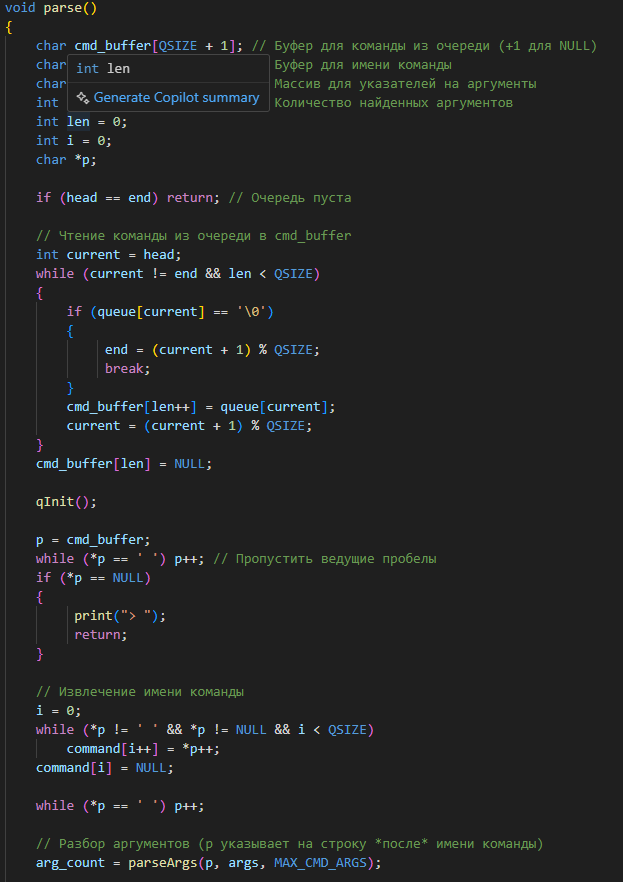 void parse()
{
char cmd_buffer[QSIZE + 1]; // Буфер для команды из очереди (+1 для NULL)
char Буфер для имени команды
char Массив для указателей на аргументы
int Количество найденных аргументов
int len
Generate Copilot summary
int len = 0;
int i = 0;
char *p;
if (head == end) return; // Очередь пуста
// Чтение команды из очереди в cmd_buffer
int current = head;
while (current != end && len < QSIZE)
{
if (queue[current] == '\0')
{
end = (current + 1) % QSIZE;
break;
}
cmd_buffer[len++] = queue[current];
current = (current + 1) % QSIZE;
}
cmd_buffer[len] = NULL;
qInit();
p = cmd_buffer;
while (*p == ' ') p++; // Пропустить ведущие пробелы
if (*p == NULL)
{
print("> ");
return;
}
// Извлечение имени команды
i = 0;
while (*p != ' ' && *p != NULL && i < QSIZE)
command[i++] = *p++;
command[i] = NULL;
while (*p == ' ') p++;
// Разбор аргументов (p указывает на строку *после* имени команды)
arg_count = parseArgs(p, args, MAX_CMD_ARGS);